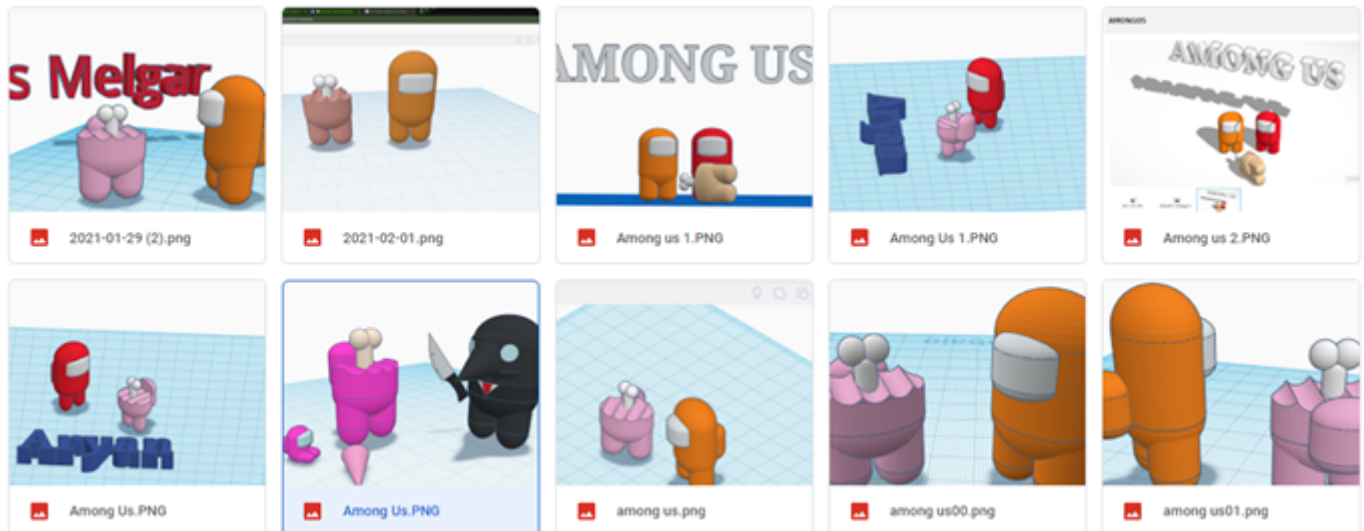 s Melgar
2021-01-29 (2).png
2021-02-01.png
AMONG US
Among us 1.PNG
Among Us 1.PNG
AMONGOS
AMONG US
Among us 2.PNG
Aryan
Among Us.PNG
Among Us.PNG
among us.png
among us00.png
among us01.png